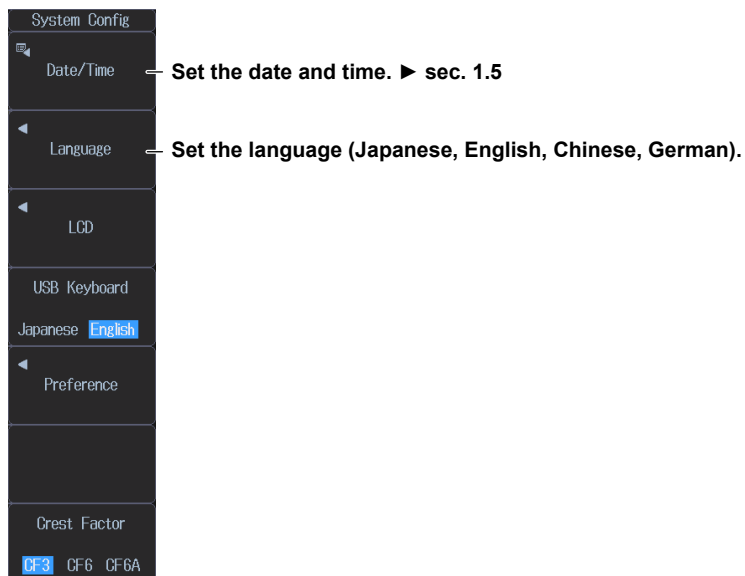 System Config
Date/Time
Set the date and time. ► sec. 1.5
Language
Set the language (Japanese, English, Chinese, German).
LCD
USB Keyboard
Japanese English
Preference
Crest Factor
CF3 CF6 CF6A